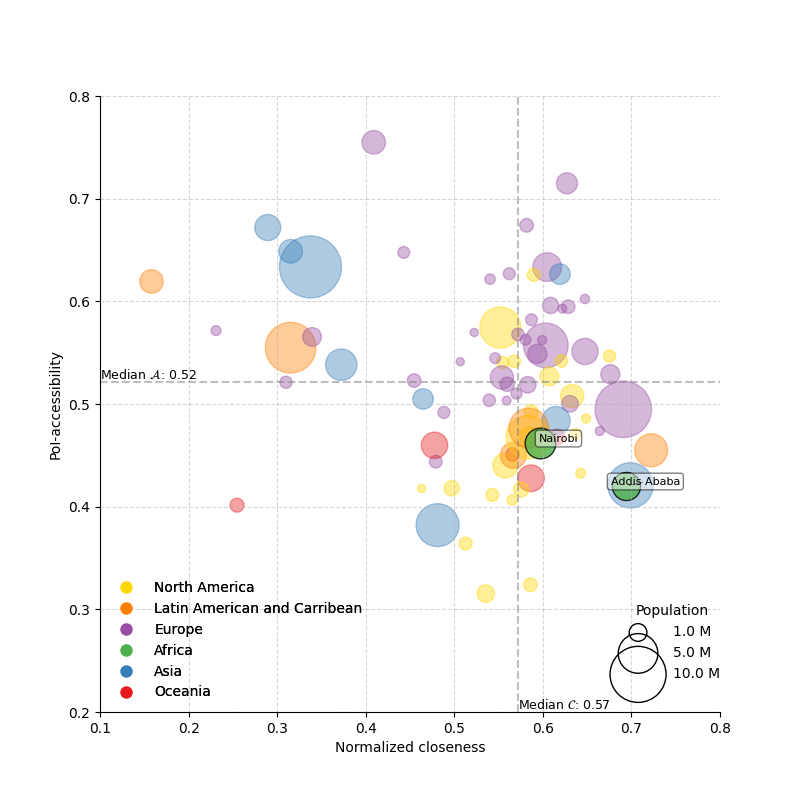 0.8
0.7
0.6
0.5
0.4
0.3
0.2
PoI-accessibility
Median 𝒜: 0.52
Nairobi
Addis Ababa
North America
Latin American and Carribean
Europe
Africa
Asia
Oceania
Population
1.0 M
5.0 M
10.0 M
Median 𝒞: 0.57
0.1 0.2 0.3 0.4 0.5 0.6 0.7 0.8
Normalized closeness